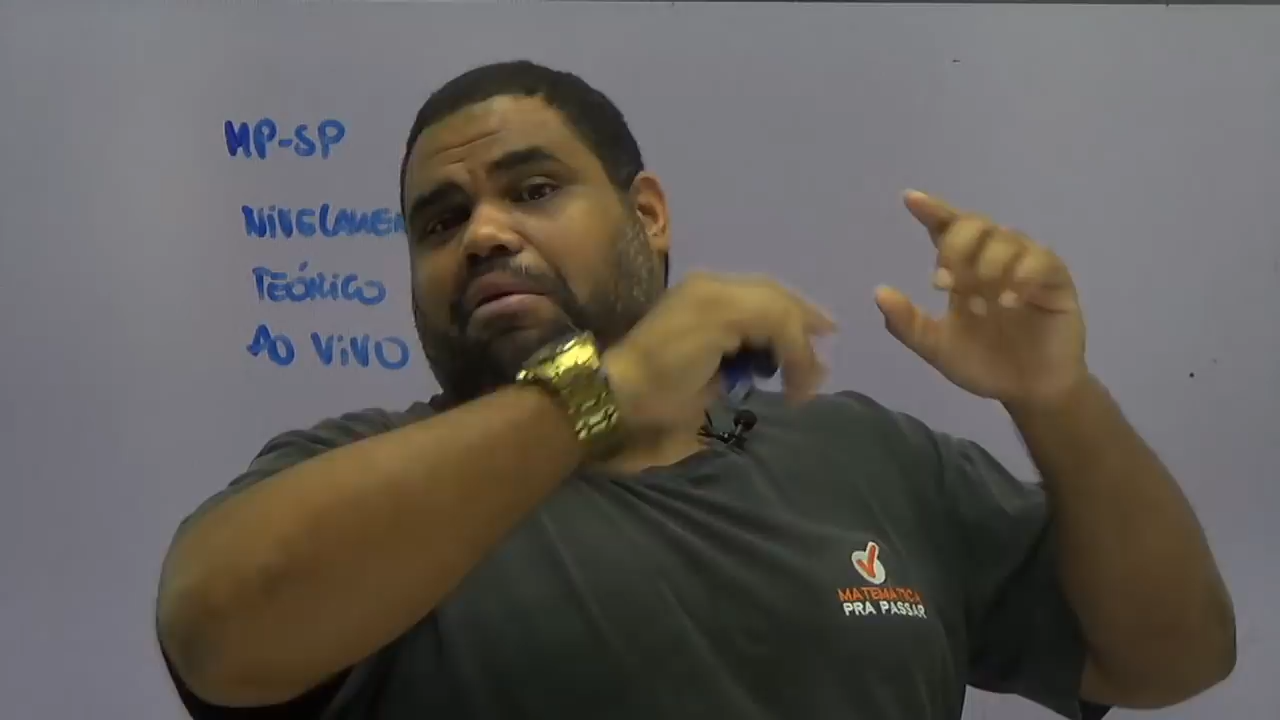 MP-SP
NiVELAMEN
TEÓRICO
AO ViVO
MATEMÁTICA
PRA PASSAR